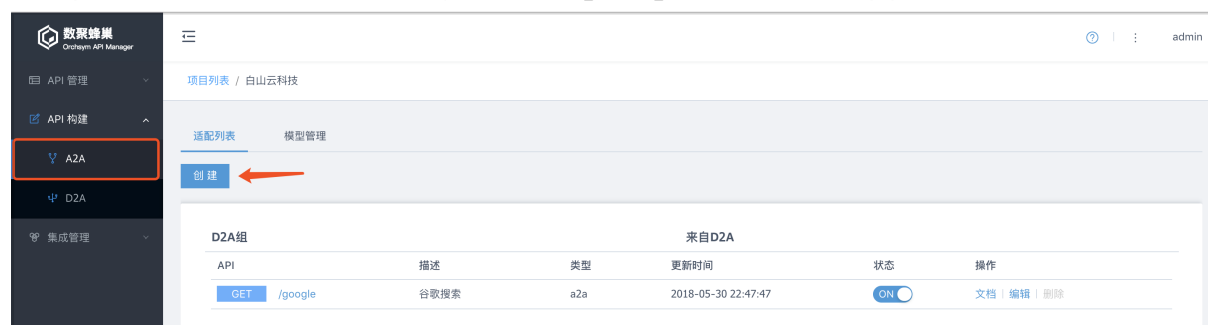 数聚蜂巢
Orchsym API Manager
admin
API 管理
项目列表 / 白山云科技
API 构建
适配列表 模型管理
A2A
创 建
D2A
集成管理
D2A组 来自D2A
API 描述 类型 更新时间 状态 操作
GET /google 谷歌搜索 a2a 2018-05-30 22:47:47 ON 文档 编辑 删除